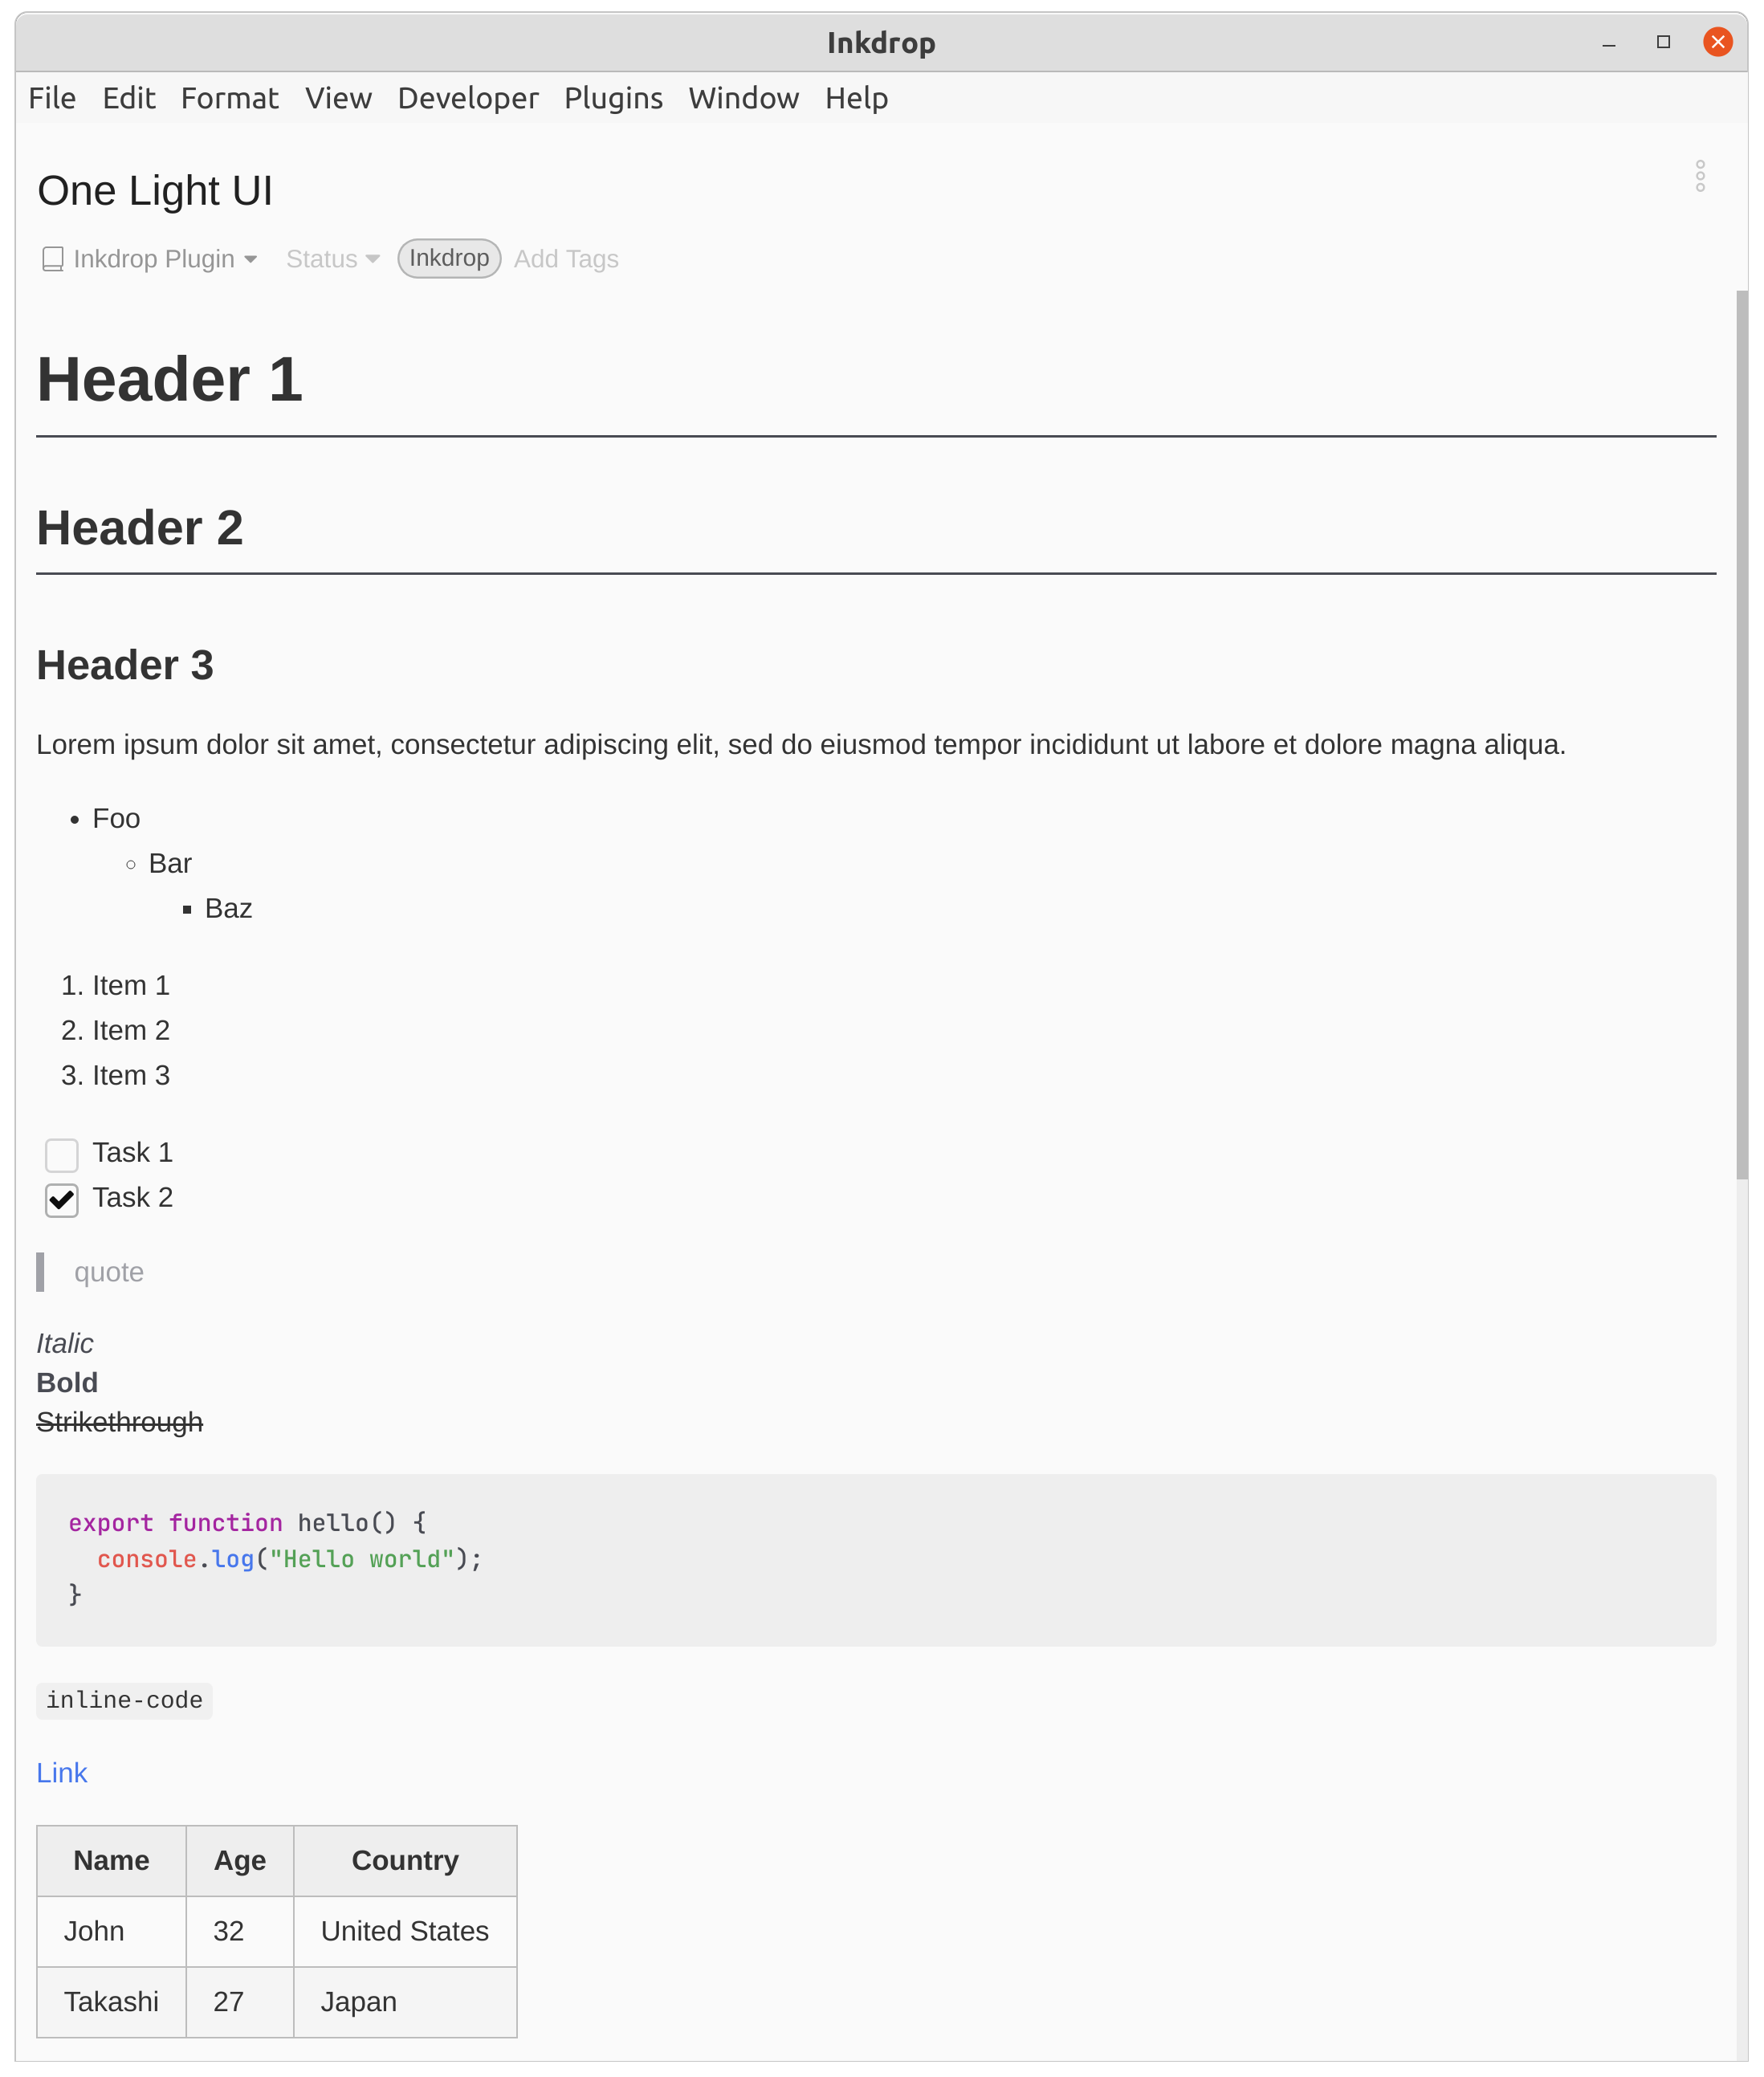 Inkdrop
File Edit Format View Developer Plugins Window Help
One Light UI
Inkdrop Plugin Status Inkdrop Add Tags
Header 1
Header 2
Header 3
Lorem ipsum dolor sit amet, consectetur adipiscing elit, sed do eiusmod tempor incididunt ut labore et dolore magna aliqua.
• Foo
◦ Bar
▪ Baz
1. Item 1
2. Item 2
3. Item 3
Task 1
Task 2
quote
Italic
Bold
Strikethrough
export function hello() {
  console.log("Hello world");
}
inline-code
Link
Name Age Country
John 32 United States
Takashi 27 Japan